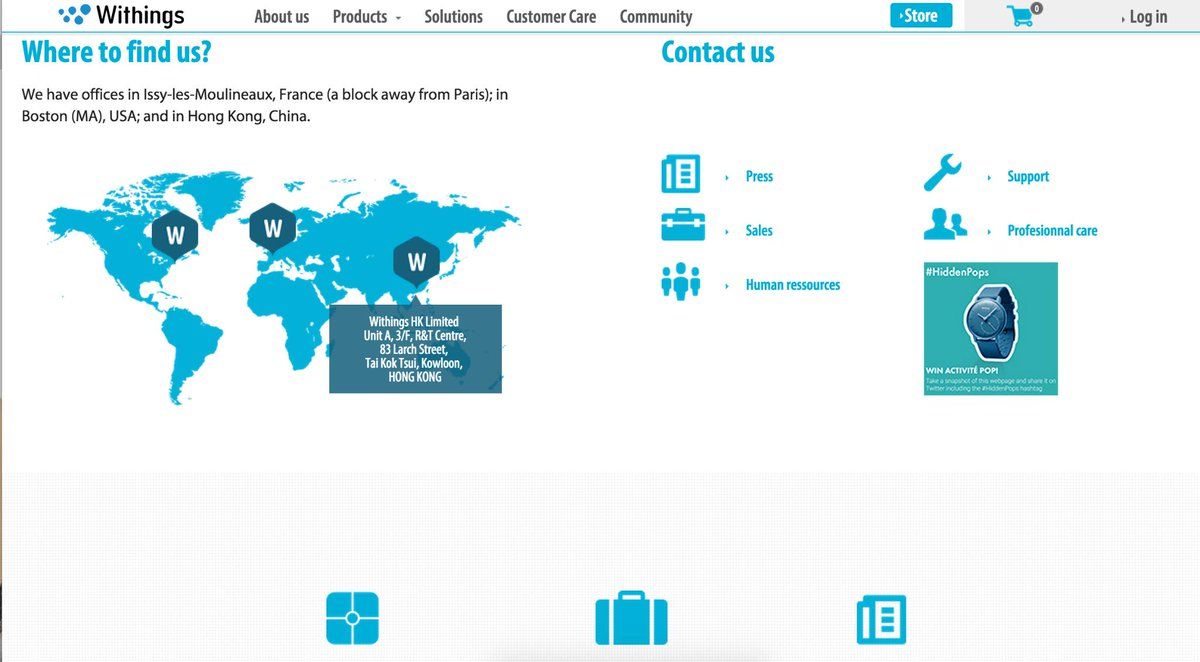 Withings
About us
Products
Solutions
Customer Care
Community
Store
0
Log in
Where to find us?
We have offices in Issy-les-Moulineaux, France (a block away from Paris); in
Boston (MA), USA; and in Hong Kong, China.
W
W
W
Withings HK Limited
Unit A, 3/F, R&T Centre,
83 Larch Street,
Tai Kok Tsui, Kowloon,
HONG KONG
Contact us
Press
Support
Sales
Profesionnal care
Human ressources
#HiddenPops
WIN ACTIVITÉ POP!
Take a snapshot of this webpage and share it on
Twitter including the #HiddenPops hashtag